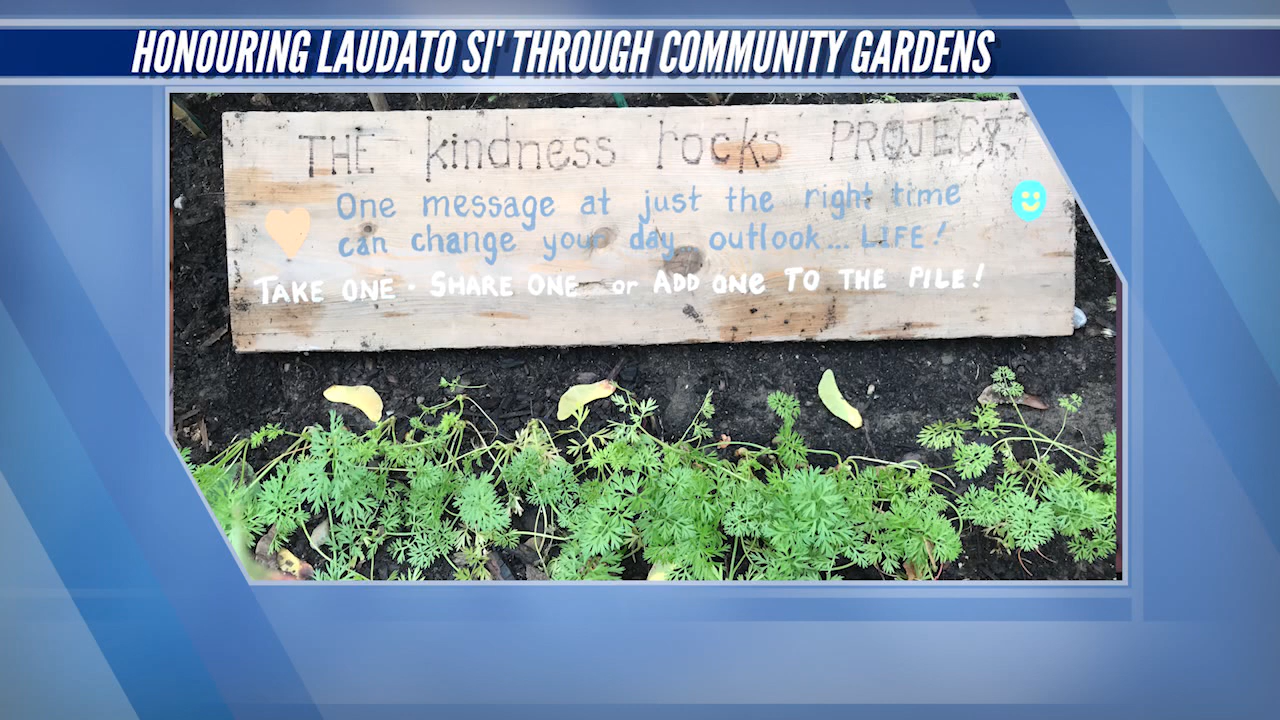 HONOURING LAUDATO SI' THROUGH COMMUNITY GARDENS
THE kindness rocks PROJECT
One message at just the right time
can change your day, outlook... LIFE!
TAKE ONE · SHARE ONE or ADD one TO THE PILE!